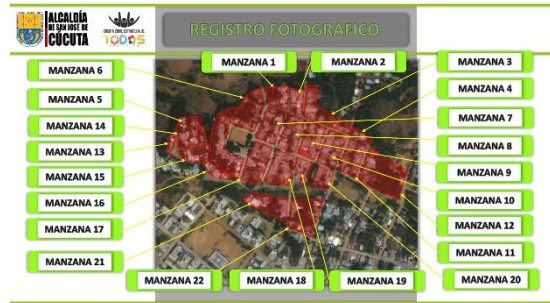 ALCALDÍA
DE SAN JOSÉ DE
CÚCUTA
TODOS
REGISTRO FOTOGRÁFICO
MANZANA 1
MANZANA 2
MANZANA 3
MANZANA 6
MANZANA 4
MANZANA 5
MANZANA 7
MANZANA 14
MANZANA 8
MANZANA 13
MANZANA 9
MANZANA 15
MANZANA 10
MANZANA 16
MANZANA 12
MANZANA 17
MANZANA 11
MANZANA 21
MANZANA 22
MANZANA 18
MANZANA 19
MANZANA 20